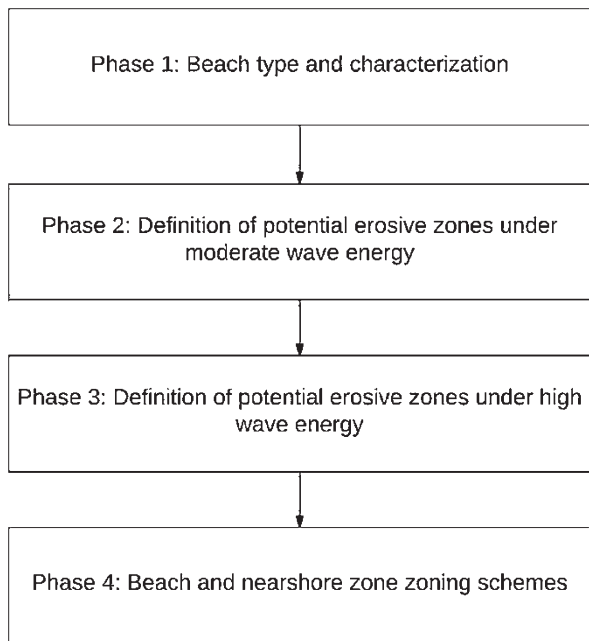 Phase 1: Beach type and characterization
Phase 2: Definition of potential erosive zones under
moderate wave energy
Phase 3: Definition of potential erosive zones under high
wave energy
Phase 4: Beach and nearshore zone zoning schemes